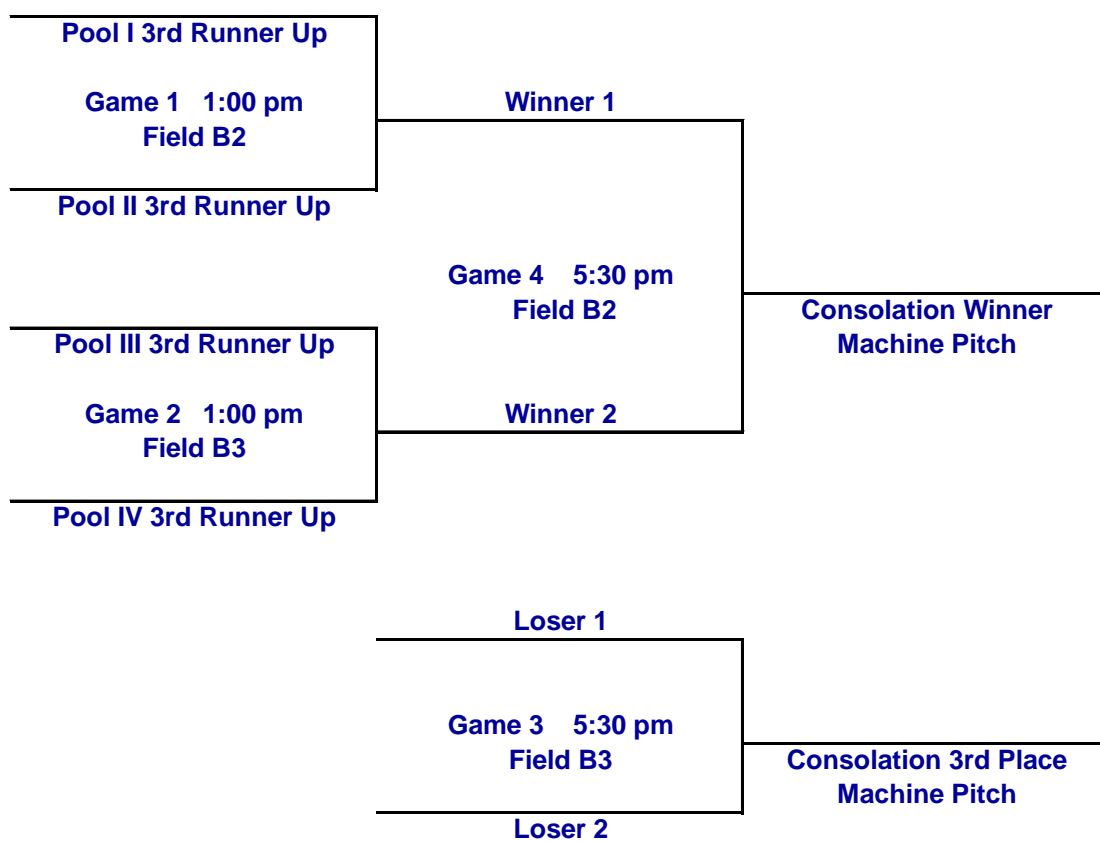 Pool I 3rd Runner Up
Game 1 1:00 pm
Field B2
Winner 1
Pool II 3rd Runner Up
Game 4 5:30 pm
Field B2
Consolation Winner
Machine Pitch
Pool III 3rd Runner Up
Game 2 1:00 pm
Field B3
Winner 2
Pool IV 3rd Runner Up
Loser 1
Game 3 5:30 pm
Field B3
Consolation 3rd Place
Machine Pitch
Loser 2